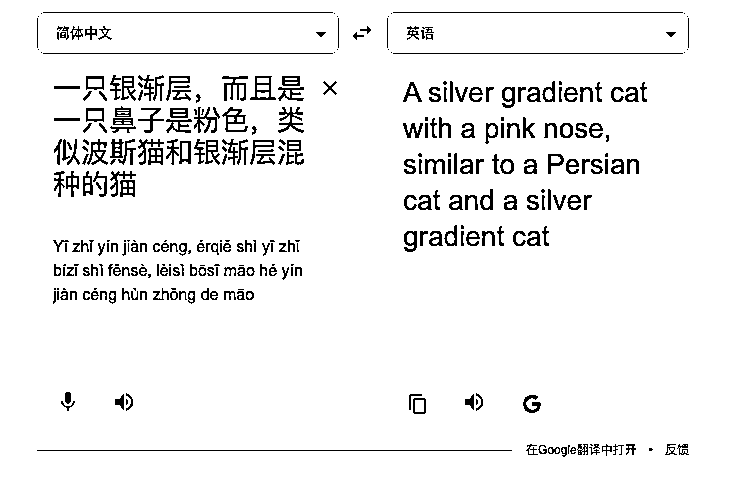 简体中文
英语
一只银渐层，而且是
一只鼻子是粉色，类
似波斯猫和银渐层混
种的猫
Yī zhǐ yín jiàn céng, érqiě shì yī zhǐ
bízi shì fěnsè, lèisì bōsī māo hé yín
jiàn céng hùn zhǒng de māo
A silver gradient cat
with a pink nose,
similar to a Persian
cat and a silver
gradient cat
在Google翻译中打开 • 反馈